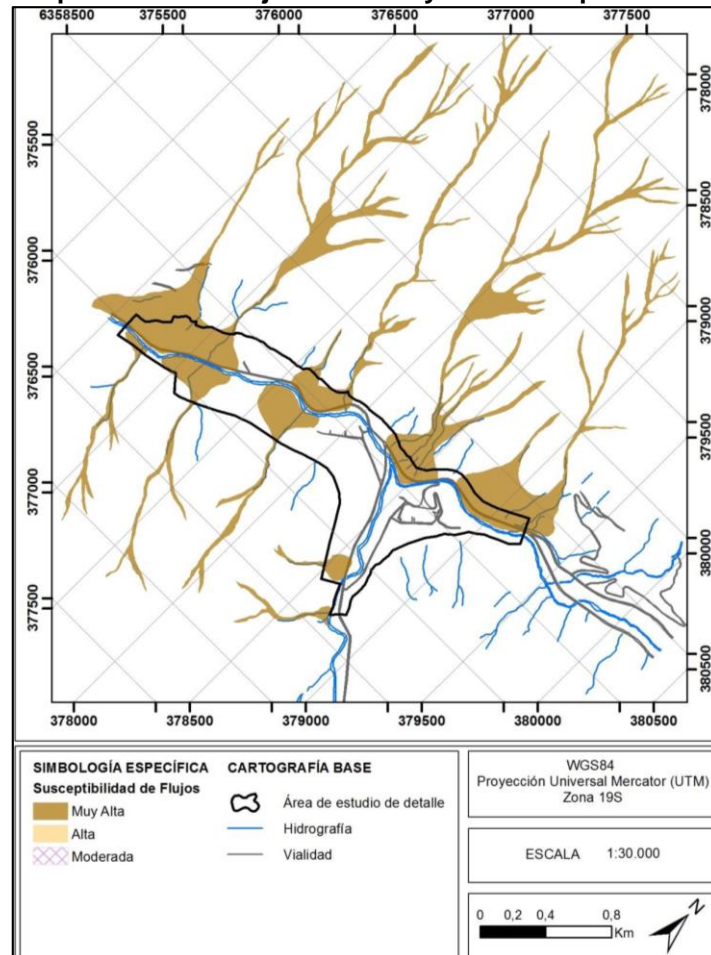 6358500 375500 376000 376500 377000 377500
375500
376000
376500
377000
377500
378000
378500
379000
379500
380000
380500
378000 378500 379000 379500 380000 380500
SIMBOLOGÍA ESPECÍFICA
Susceptibilidad de Flujos
Muy Alta
Alta
Moderada
CARTOGRAFÍA BASE
Área de estudio de detalle
Hidrografía
Vialidad
WGS84
Proyección Universal Mercator (UTM)
Zona 19S
ESCALA 1:30.000
0 0,2 0,4 0,8
Km
N